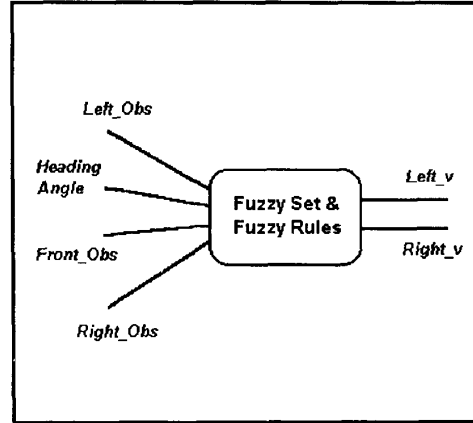 Left_Obs
Heading
Angle
Front_Obs
Right_Obs
Fuzzy Set &
Fuzzy Rules
Left_v
Right_v